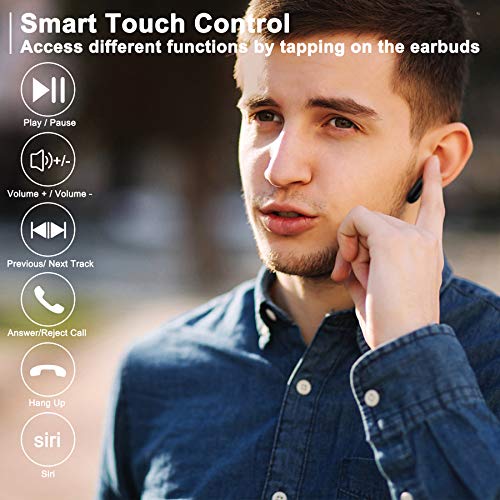 Smart Touch Control
Access different functions by tapping on the earbuds
Play / Pause
+/-
Volume + / Volume -
Previous/ Next Track
Answer/Reject Call
Hang Up
siri
Siri